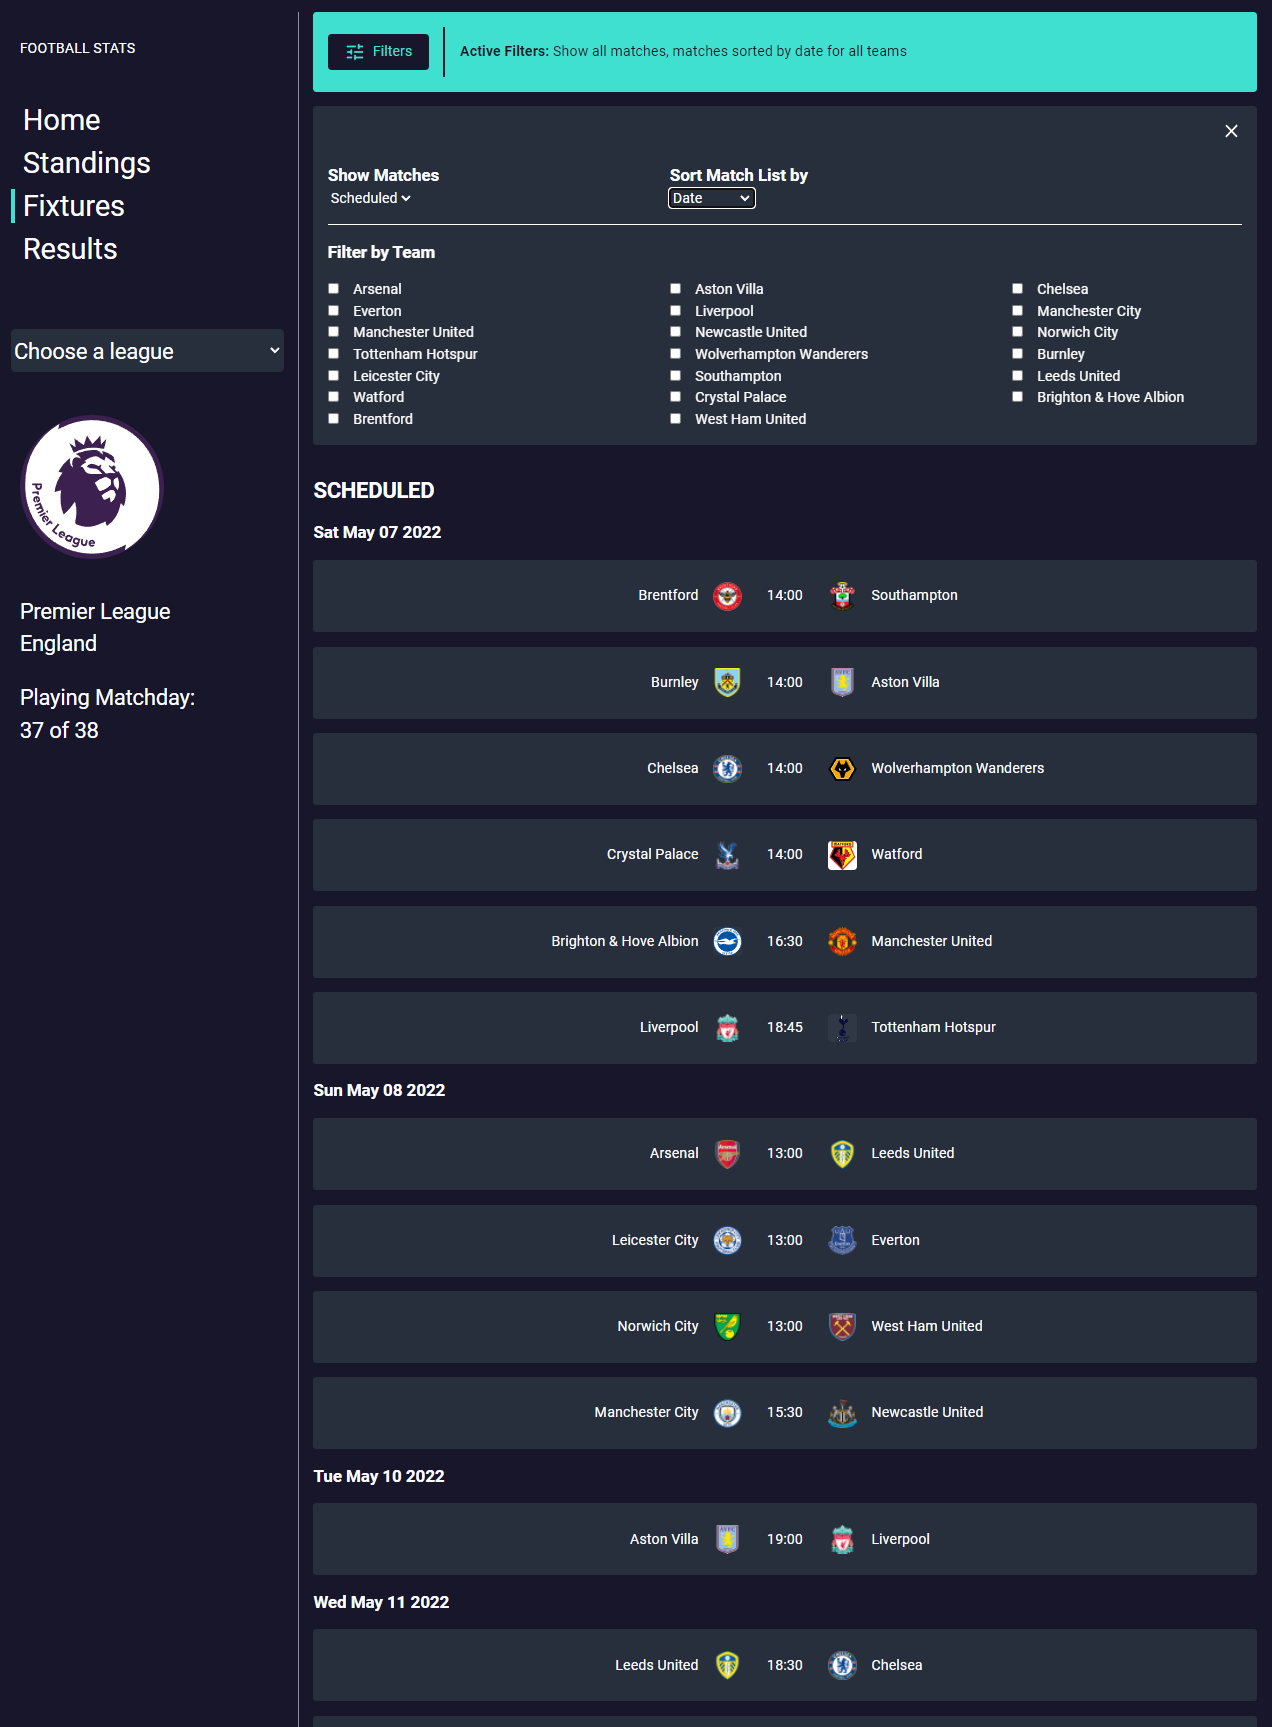 FOOTBALL STATS
Home
Standings
Fixtures
Results
Choose a league
Premier League
Premier League
England
Playing Matchday:
37 of 38
Filters
Active Filters: Show all matches, matches sorted by date for all teams
Show Matches
Scheduled
Sort Match List by
Date
Filter by Team
Arsenal Aston Villa Chelsea
Everton Liverpool Manchester City
Manchester United Newcastle United Norwich City
Tottenham Hotspur Wolverhampton Wanderers Burnley
Leicester City Southampton Leeds United
Watford Crystal Palace Brighton & Hove Albion
Brentford West Ham United
SCHEDULED
Sat May 07 2022
Brentford 14:00 Southampton
Burnley 14:00 Aston Villa
Chelsea 14:00 Wolverhampton Wanderers
Crystal Palace 14:00 Watford
Brighton & Hove Albion 16:30 Manchester United
Liverpool 18:45 Tottenham Hotspur
Sun May 08 2022
Arsenal 13:00 Leeds United
Leicester City 13:00 Everton
Norwich City 13:00 West Ham United
Manchester City 15:30 Newcastle United
Tue May 10 2022
Aston Villa 19:00 Liverpool
Wed May 11 2022
Leeds United 18:30 Chelsea